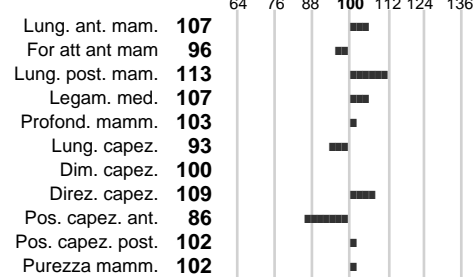 64 76 88 100 112 124 136
Lung. ant. mam. 107
For att ant mam 96
Lung. post. mam. 113
Legam. med. 107
Profond. mamm. 103
Lung. capez. 93
Dim. capez. 100
Direz. capez. 109
Pos. capez. ant. 86
Pos. capez. post. 102
Purezza mamm. 102